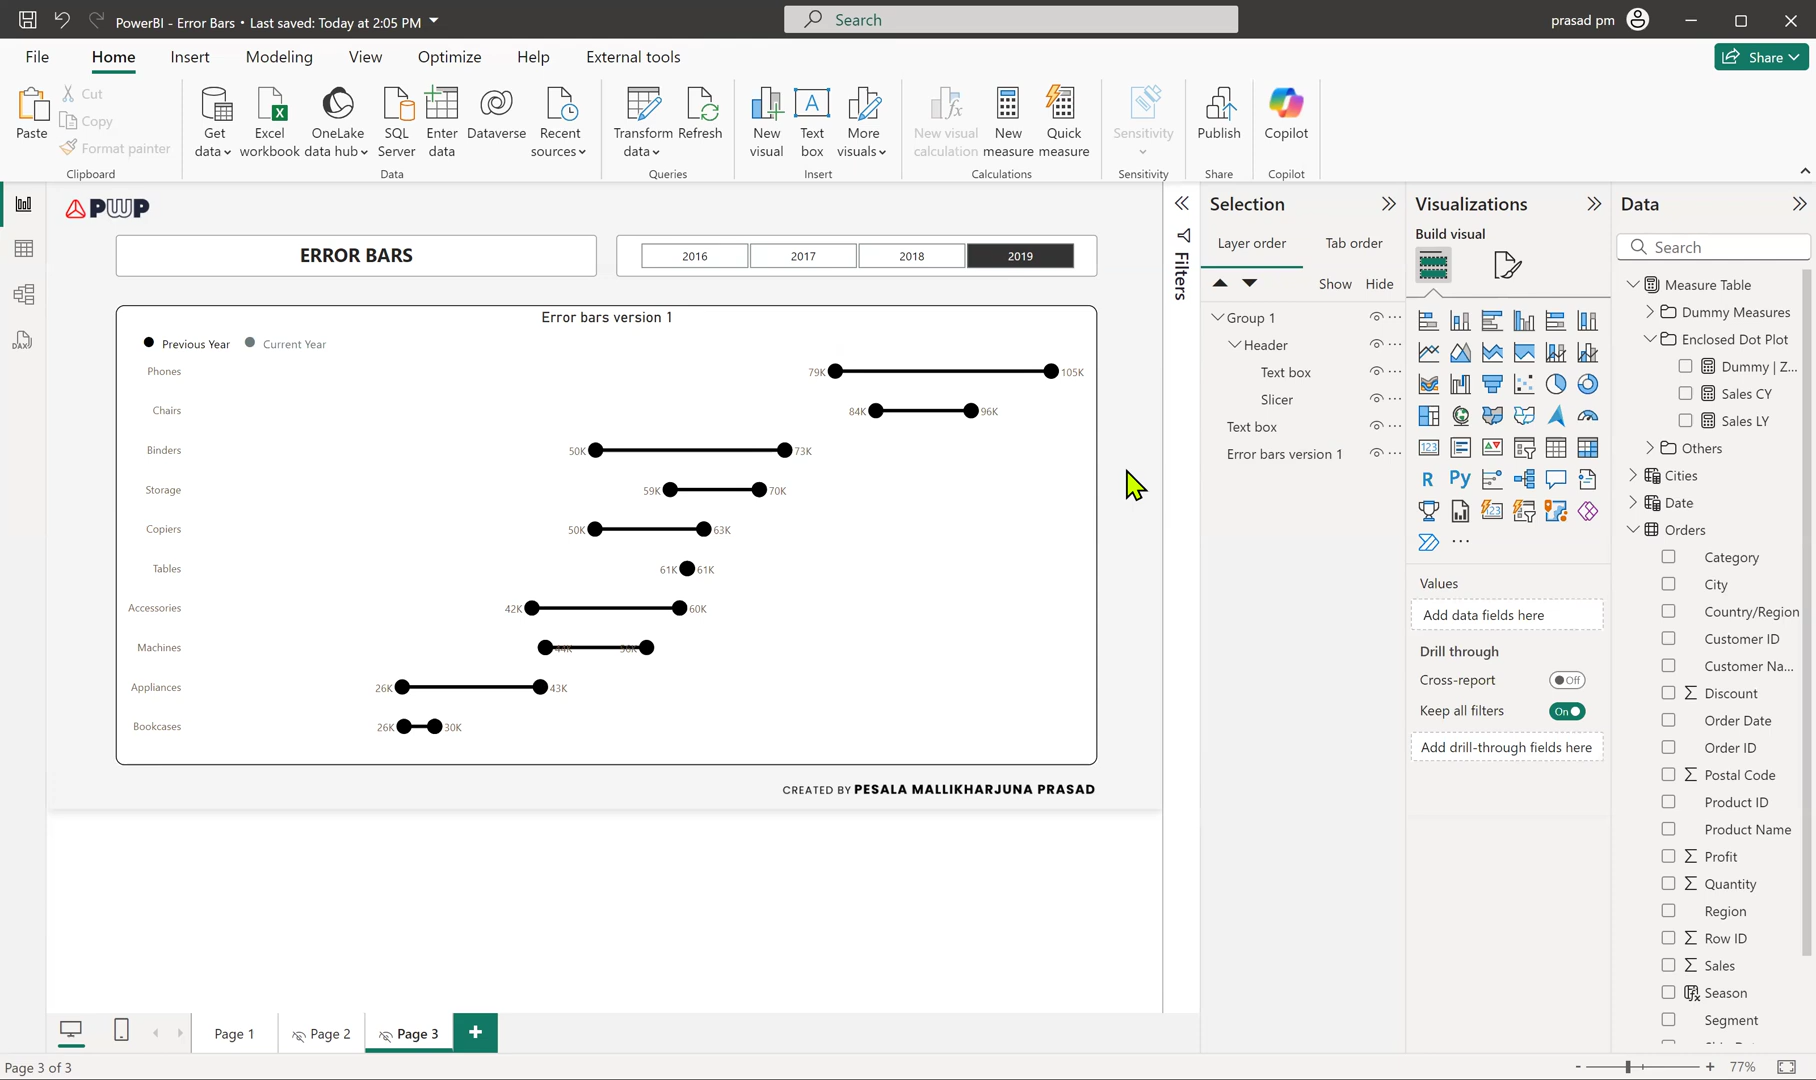 PowerBI - Error Bars • Last saved: Today at 2:05 PM
Search
prasad pm
File
Home
Insert
Modeling
View
Optimize
Help
External tools
Share
Paste
Cut
Copy
Format painter
Clipboard
Get data
Excel workbook
OneLake data hub
SQL Server
Enter data
Dataverse
Recent sources
Data
Transform data
Refresh
Queries
New visual
Text box
More visuals
Insert
New visual calculation
New measure
Quick measure
Calculations
Sensitivity
Sensitivity
Publish
Share
Copilot
Copilot
PWP
ERROR BARS
2016
2017
2018
2019
Error bars version 1
Previous Year
Current Year
Phones
79K
105K
Chairs
84K
96K
Binders
50K
73K
Storage
59K
70K
Copiers
50K
63K
Tables
61K
61K
Accessories
42K
60K
Machines
Appliances
26K
43K
Bookcases
26K
30K
CREATED BY PESALA MALLIKHARJUNA PRASAD
Filters
Selection
Layer order
Tab order
Show
Hide
Group 1
Header
Text box
Slicer
Text box
Error bars version 1
Visualizations
Build visual
R
Py
123
123
Values
Add data fields here
Drill through
Cross-report
Off
Keep all filters
On
Add drill-through fields here
Data
Search
Measure Table
Dummy Measures
Enclosed Dot Plot
Dummy | Z...
Sales CY
Sales LY
Others
Cities
Date
Orders
Category
City
Country/Region
Customer ID
Customer Na...
Discount
Order Date
Order ID
Postal Code
Product ID
Product Name
Profit
Quantity
Region
Row ID
Sales
Season
Segment
Page 1
Page 2
Page 3
Page 3 of 3
77%